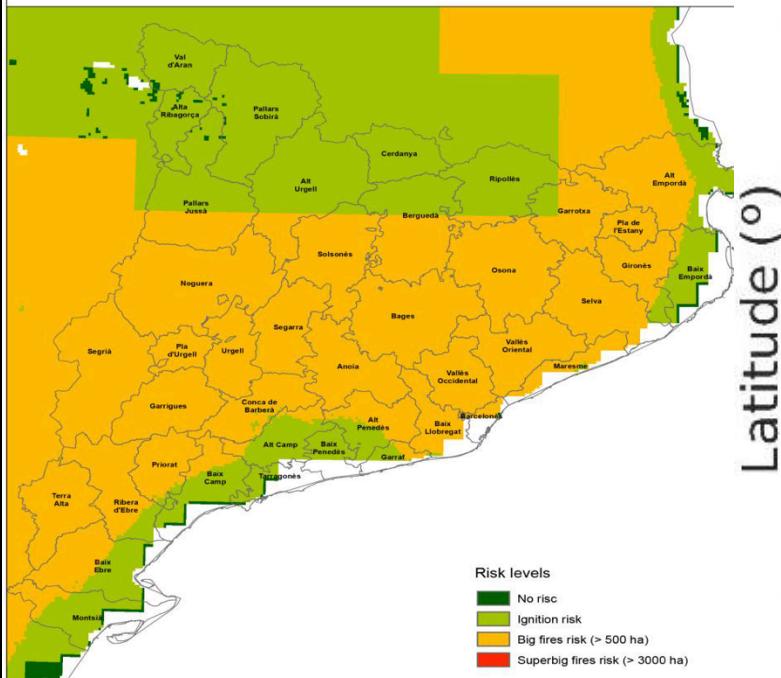 Val
d'Aran
Alta
Ribagorça
Pallars
Sobirà
Cerdanya
Ripollès
Alt
Urgell
Pallars
Jussà
Berguedà
Garrotxa
Alt
Empordà
Pla de
l'Estany
Solsonès
Osona
Gironès
Baix
Empordà
Noguera
Selva
Segarra
Bages
Segrià
Pla
d'Urgell
Urgell
Anoia
Vallès
Oriental
Vallès
Occidental
Maresme
Garrigues
Conca de
Barberà
Alt
Penedès
Baix
Llobregat
Barcelonès
Alt Camp
Baix
Penedès
Garraf
Priorat
Baix
Camp
Tarragonès
Terra
Alta
Ribera
d'Ebre
Baix
Ebre
Montsià
Latitude (º)
Risk levels
No risc
Ignition risk
Big fires risk (> 500 ha)
Superbig fires risk (> 3000 ha)